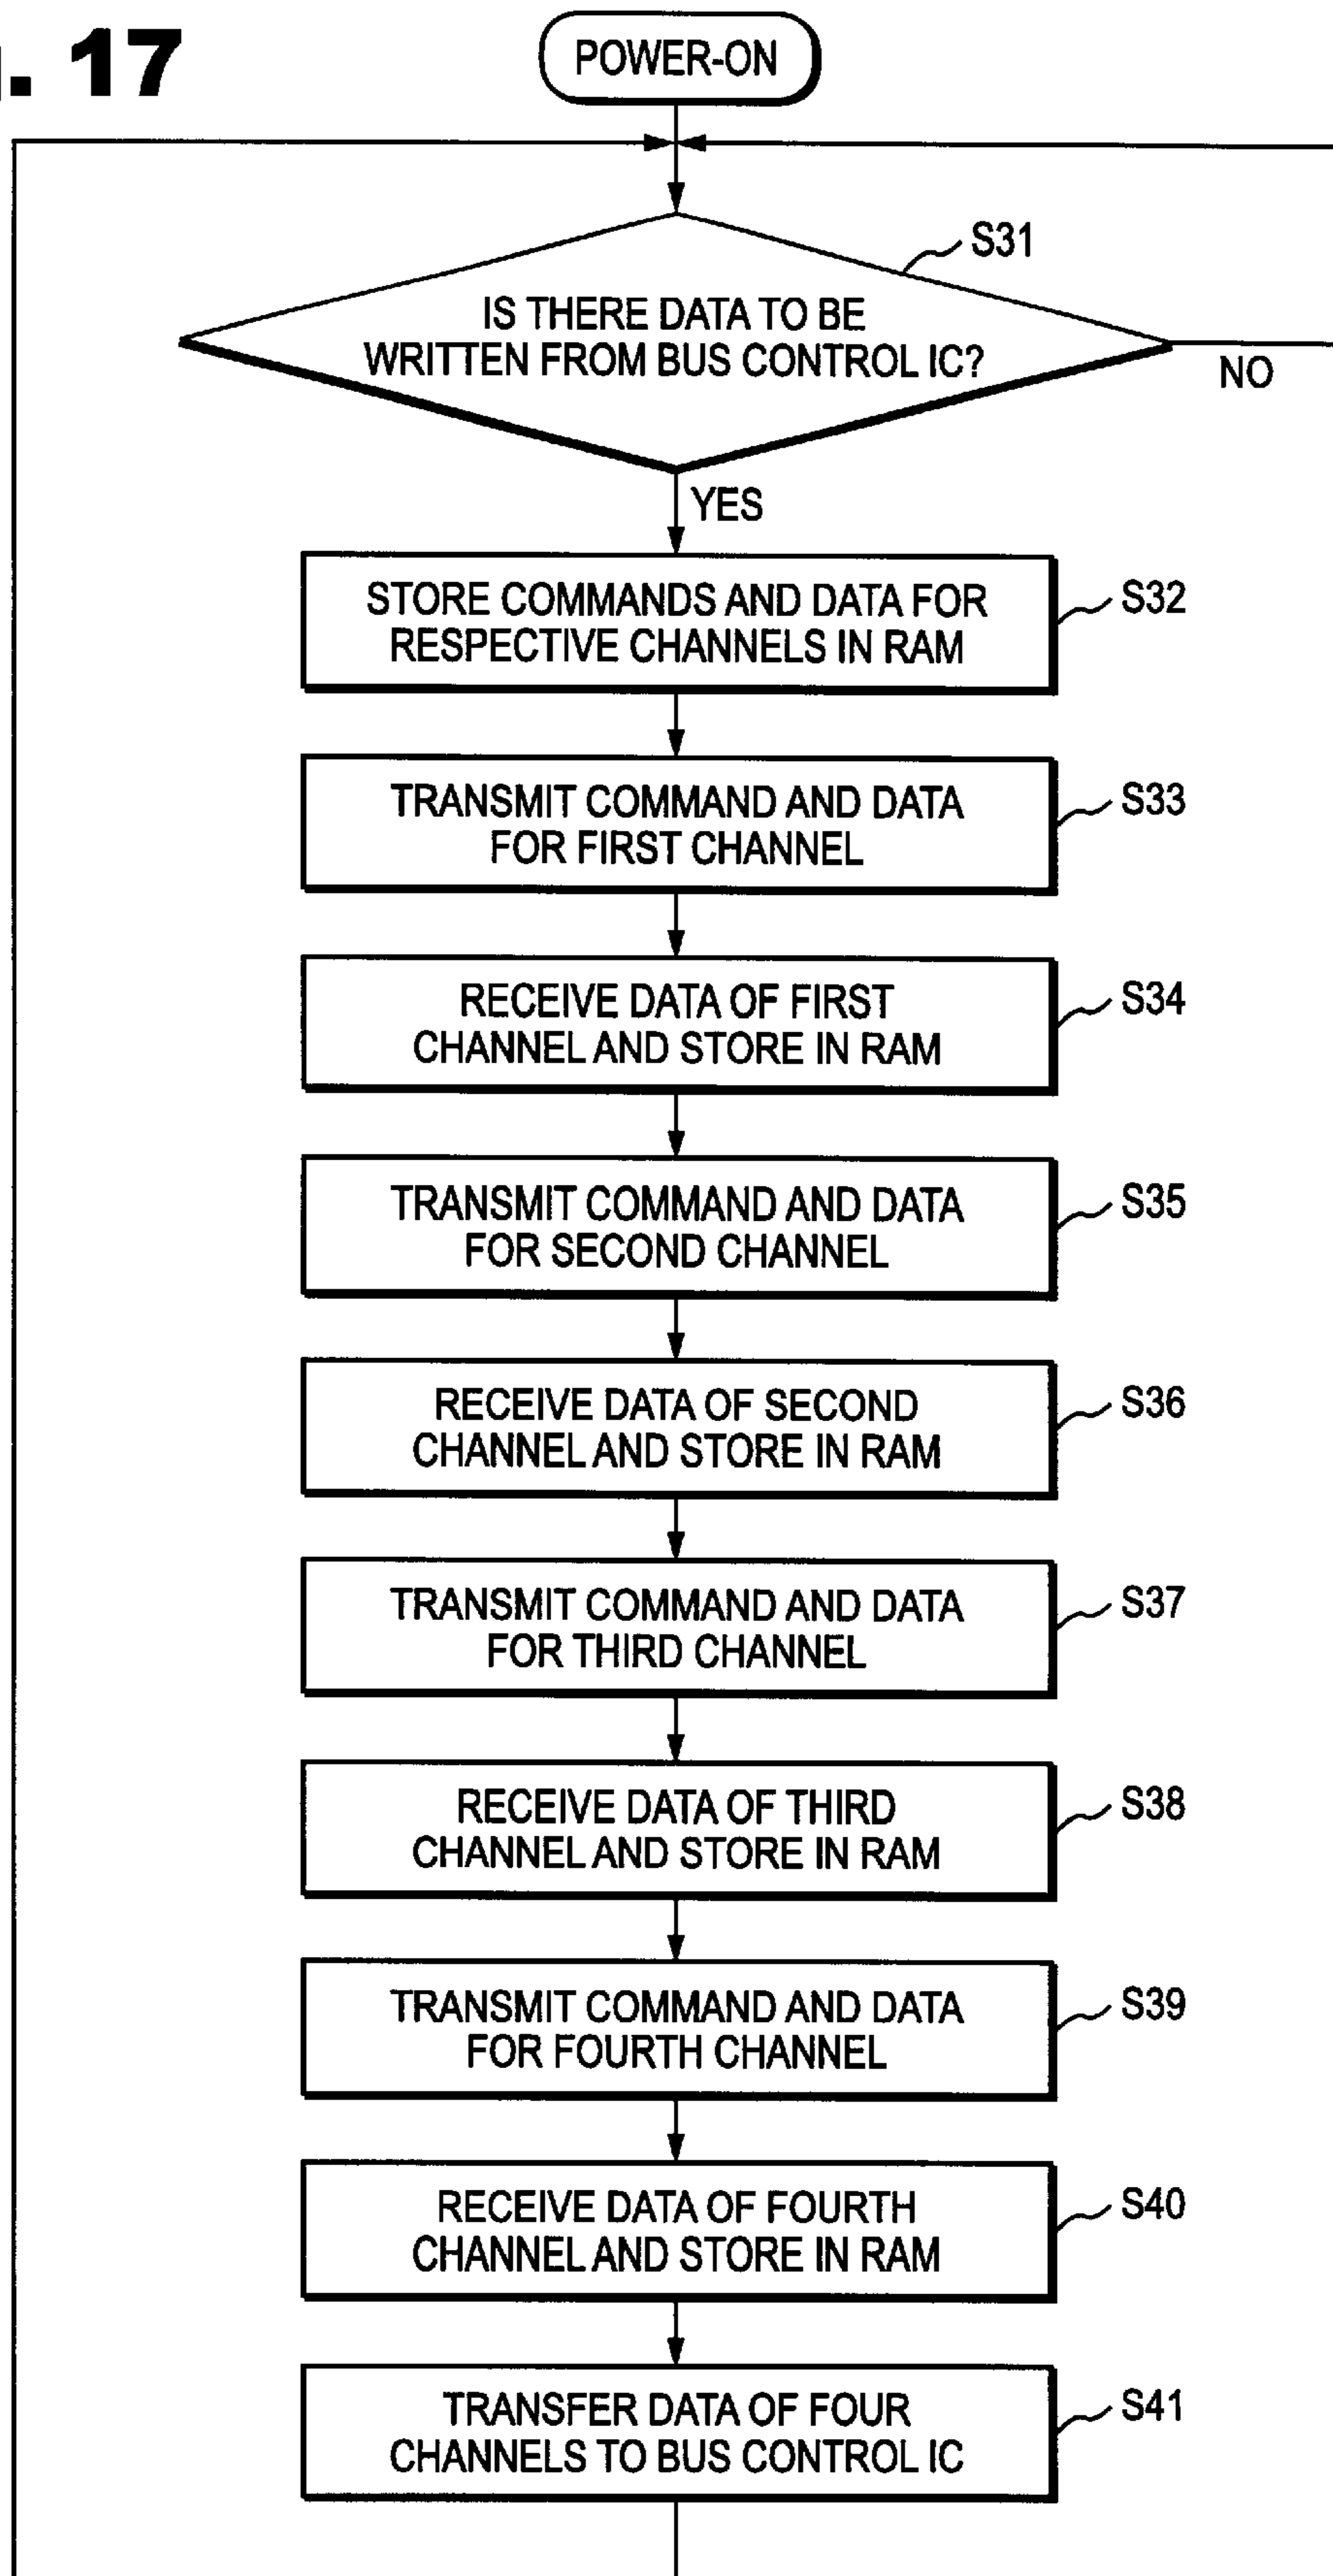 . 17
POWER-ON
S31
IS THERE DATA TO BE
WRITTEN FROM BUS CONTROL IC?
NO
YES
STORE COMMANDS AND DATA FOR
RESPECTIVE CHANNELS IN RAM
S32
TRANSMIT COMMAND AND DATA
FOR FIRST CHANNEL
S33
RECEIVE DATA OF FIRST
CHANNEL AND STORE IN RAM
S34
TRANSMIT COMMAND AND DATA
FOR SECOND CHANNEL
S35
RECEIVE DATA OF SECOND
CHANNEL AND STORE IN RAM
S36
TRANSMIT COMMAND AND DATA
FOR THIRD CHANNEL
S37
RECEIVE DATA OF THIRD
CHANNEL AND STORE IN RAM
S38
TRANSMIT COMMAND AND DATA
FOR FOURTH CHANNEL
S39
RECEIVE DATA OF FOURTH
CHANNEL AND STORE IN RAM
S40
TRANSFER DATA OF FOUR
CHANNELS TO BUS CONTROL IC
S41